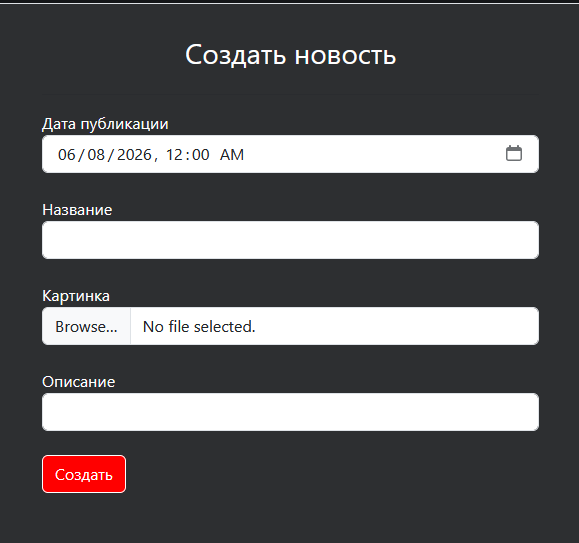 Создать новость
Дата публикации
06/08/2026, 12:00 AM
Название
Картинка
Browse... No file selected.
Описание
Создать